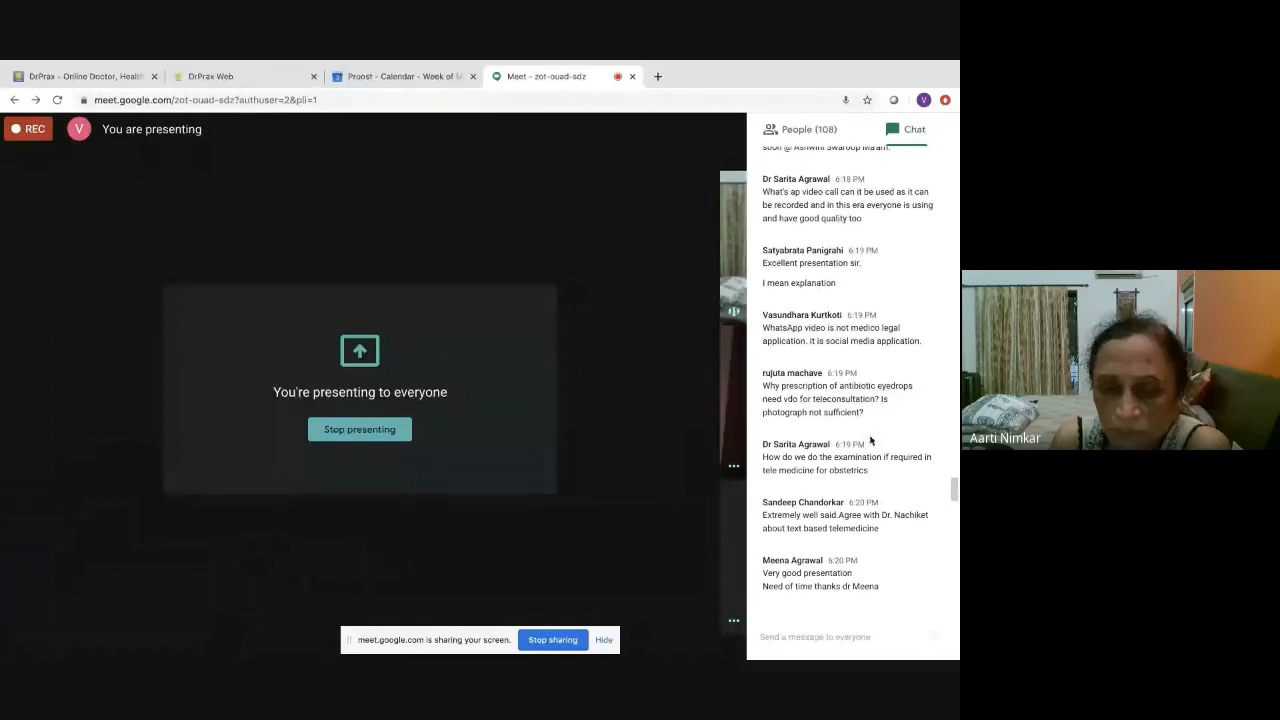 DrPrax - Online Doctor, Health
DrPrax Web
Proost - Calendar - Week of M
Meet - zot-ouad-sdz
meet.google.com/zot-ouad-sdz?authuser=2&pli=1
V
REC
V
You are presenting
People (108)
Chat
soon @ Ashwini Swaroop Ma'am.
Dr Sarita Agrawal 6:18 PM
What's ap video call can it be used as it can
be recorded and in this era everyone is using
and have good quality too
Satyabrata Panigrahi 6:19 PM
Excellent presentation sir.
I mean explanation
Vasundhara Kurtkoti 6:19 PM
WhatsApp video is not medico legal
application. it is social media application.
rujuta machave 6:19 PM
Why prescription of antibiotic eyedrops
need vdo for teleconsultation? Is
photograph not sufficient?
Dr Sarita Agrawal 6:19 PM
How do we do the examination if required in
tele medicine for obstetrics
Sandeep Chandorkar 6:20 PM
Extremely well said.Agree with Dr. Nachiket
about text based telemedicine
Meena Agrawal 6:20 PM
Very good presentation
Need of time thanks dr Meena
Send a message to everyone
You're presenting to everyone
Stop presenting
meet.google.com is sharing your screen.
Stop sharing
Hide
Aarti Nimkar